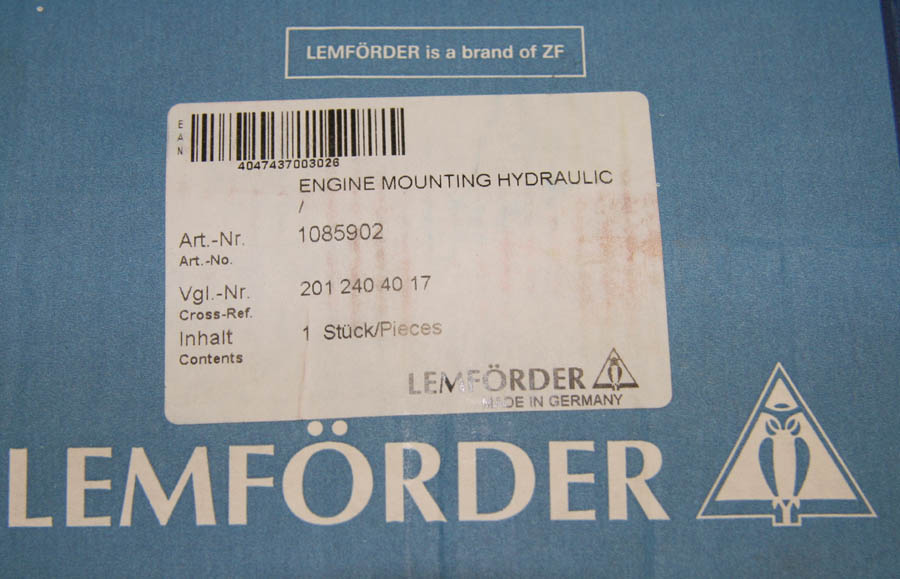 LEMFÖRDER is a brand of ZF
EAN
4047437003026
ENGINE MOUNTING HYDRAULIC
/
Art.-Nr. 1085902
Art.-No.
Vgl.-Nr. 201 240 40 17
Cross-Ref.
Inhalt 1 Stück/Pieces
Contents
LEMFÖRDER
MADE IN GERMANY
LEMFÖRDER